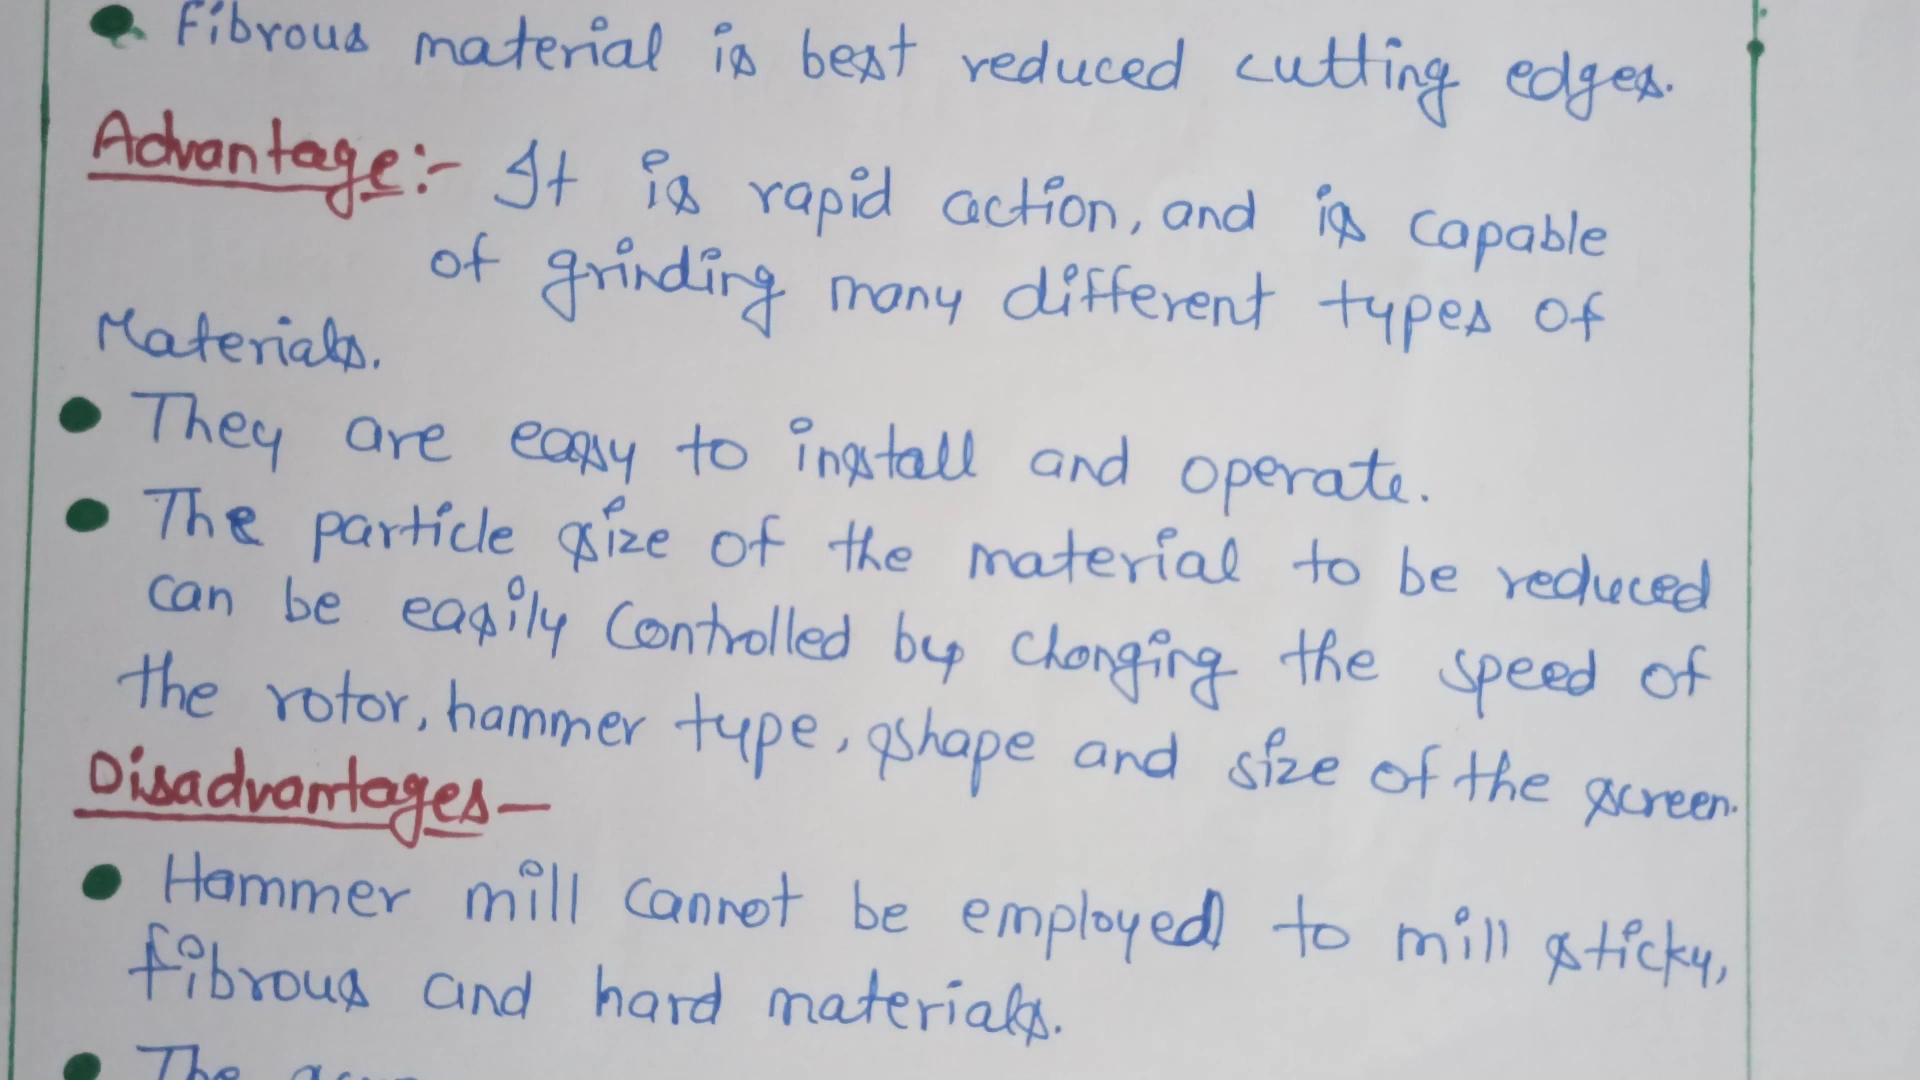 • Fibrous material is best reduced cutting edges.
Advantage:- It is rapid action, and is capable
of grinding many different types of
Materials.
• They are easy to install and operate.
• The particle size of the material to be reduced
can be easily controlled by changing the speed of
the rotor, hammer type, shape and size of the screen.
Disadvantages-
• Hammer mill cannot be employed to mill sticky,
fibrous and hard materials.
• The